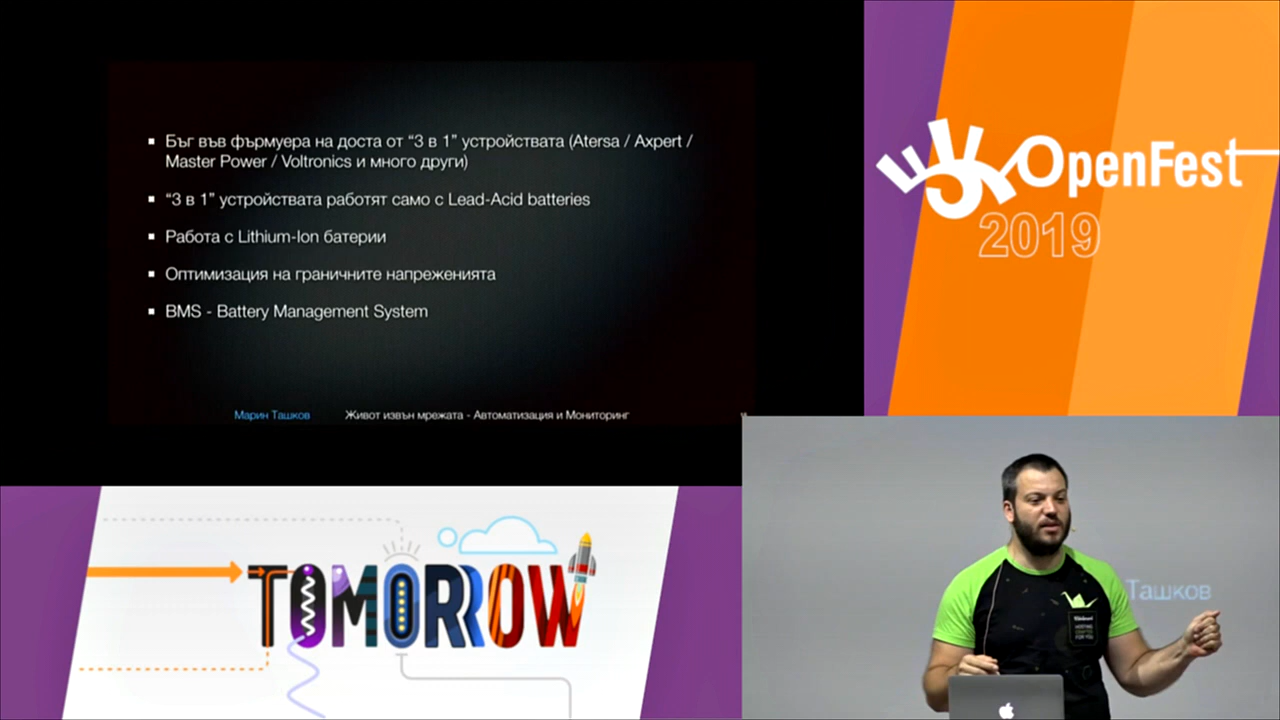 Бъг във фърмуера на доста от “3 в 1” устройствата (Atersa / Axpert /
Master Power / Voltronics и много други)
“3 в 1” устройствата работят само с Lead-Acid batteries
Работа с Lithium-Ion батерии
Оптимизация на граничните напреженията
BMS - Battery Management System
Марин Ташков Живот извън мрежата - Автоматизация и Мониторинг
OpenFest
2019
TOMORROW
Ташков